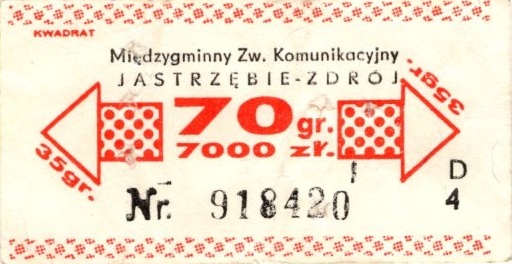 KWADRAT
Międzygminny Zw. Komunikacyjny
JASTRZĘBIE-ZDRÓJ
35gr.
70 gr.
7000 zł.
35gr.
Nr. 918420
D
4